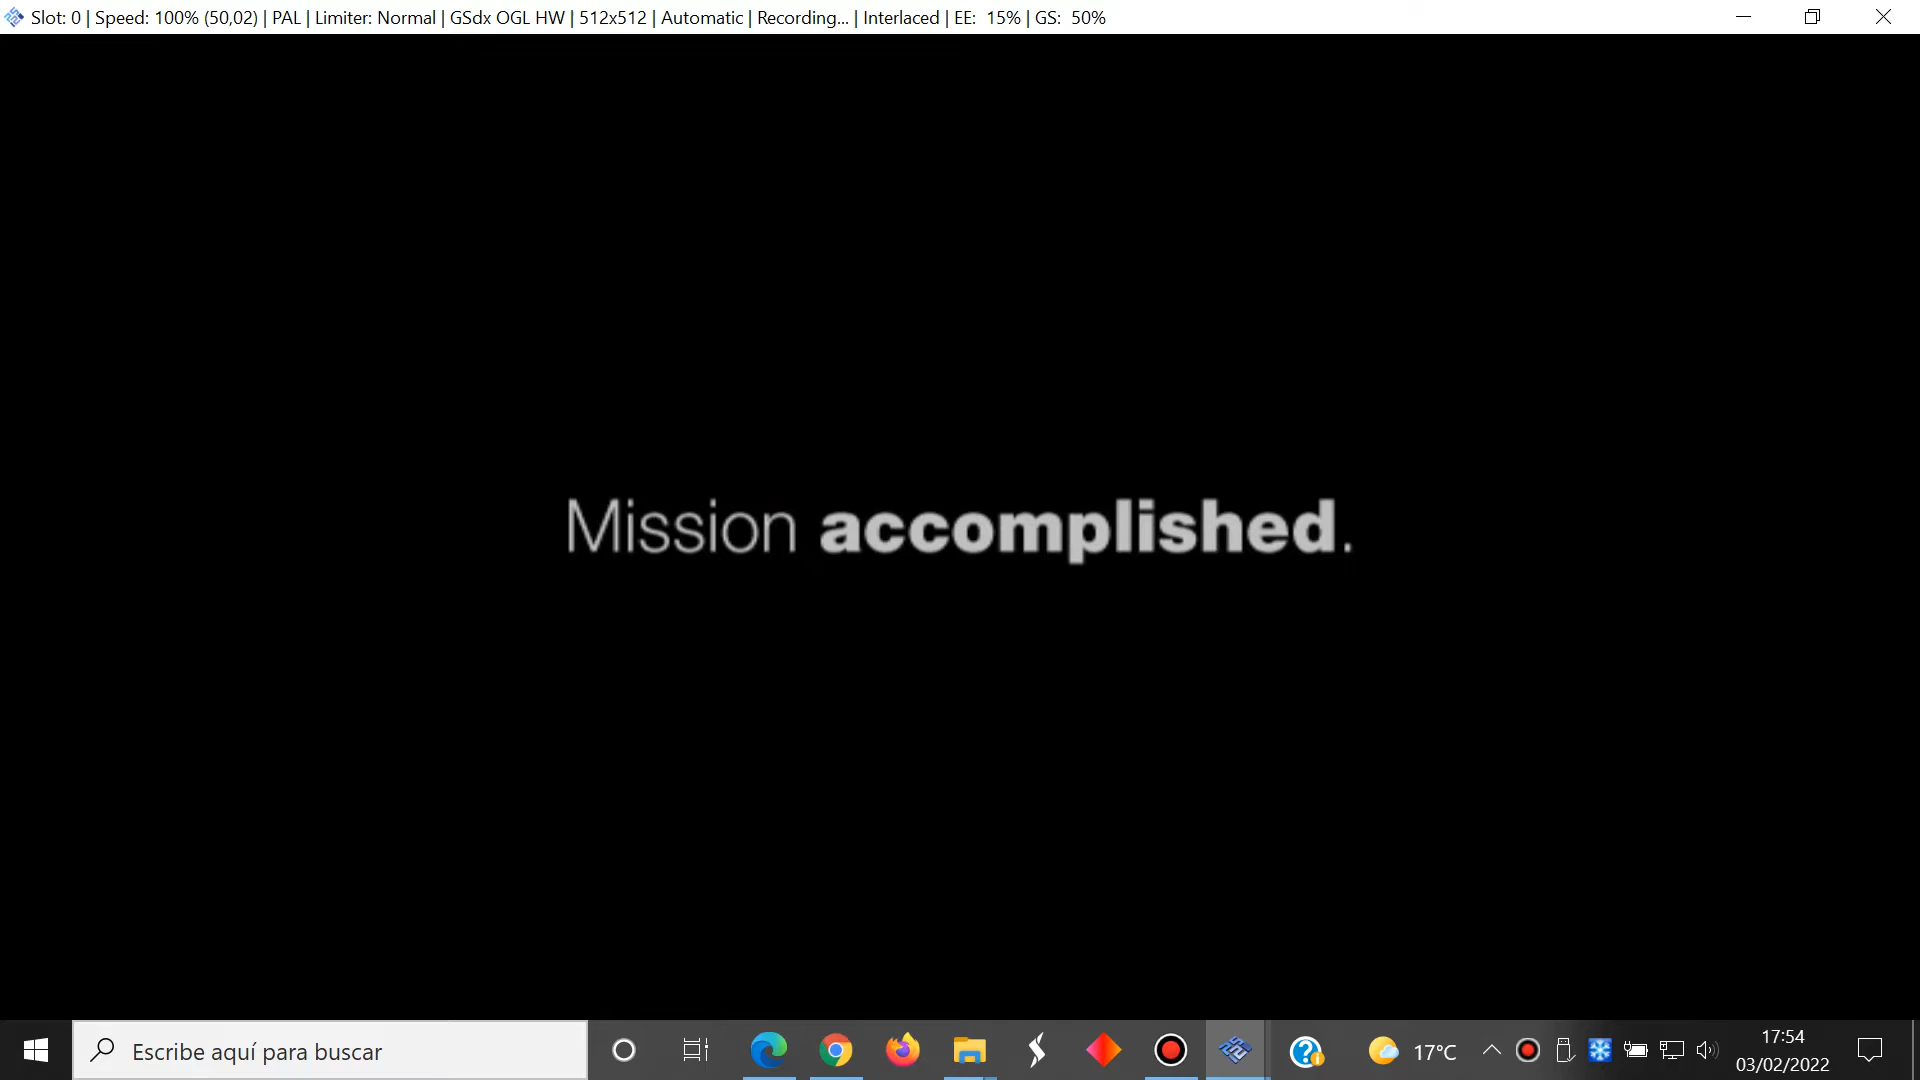 Slot: 0 | Speed: 100% (50,02) | PAL | Limiter: Normal | GSdx OGL HW | 512x512 | Automatic | Recording... | Interlaced | EE:  15% | GS:  50%
Mission accomplished.
Escribe aquí para buscar
17°C
17:54
03/02/2022